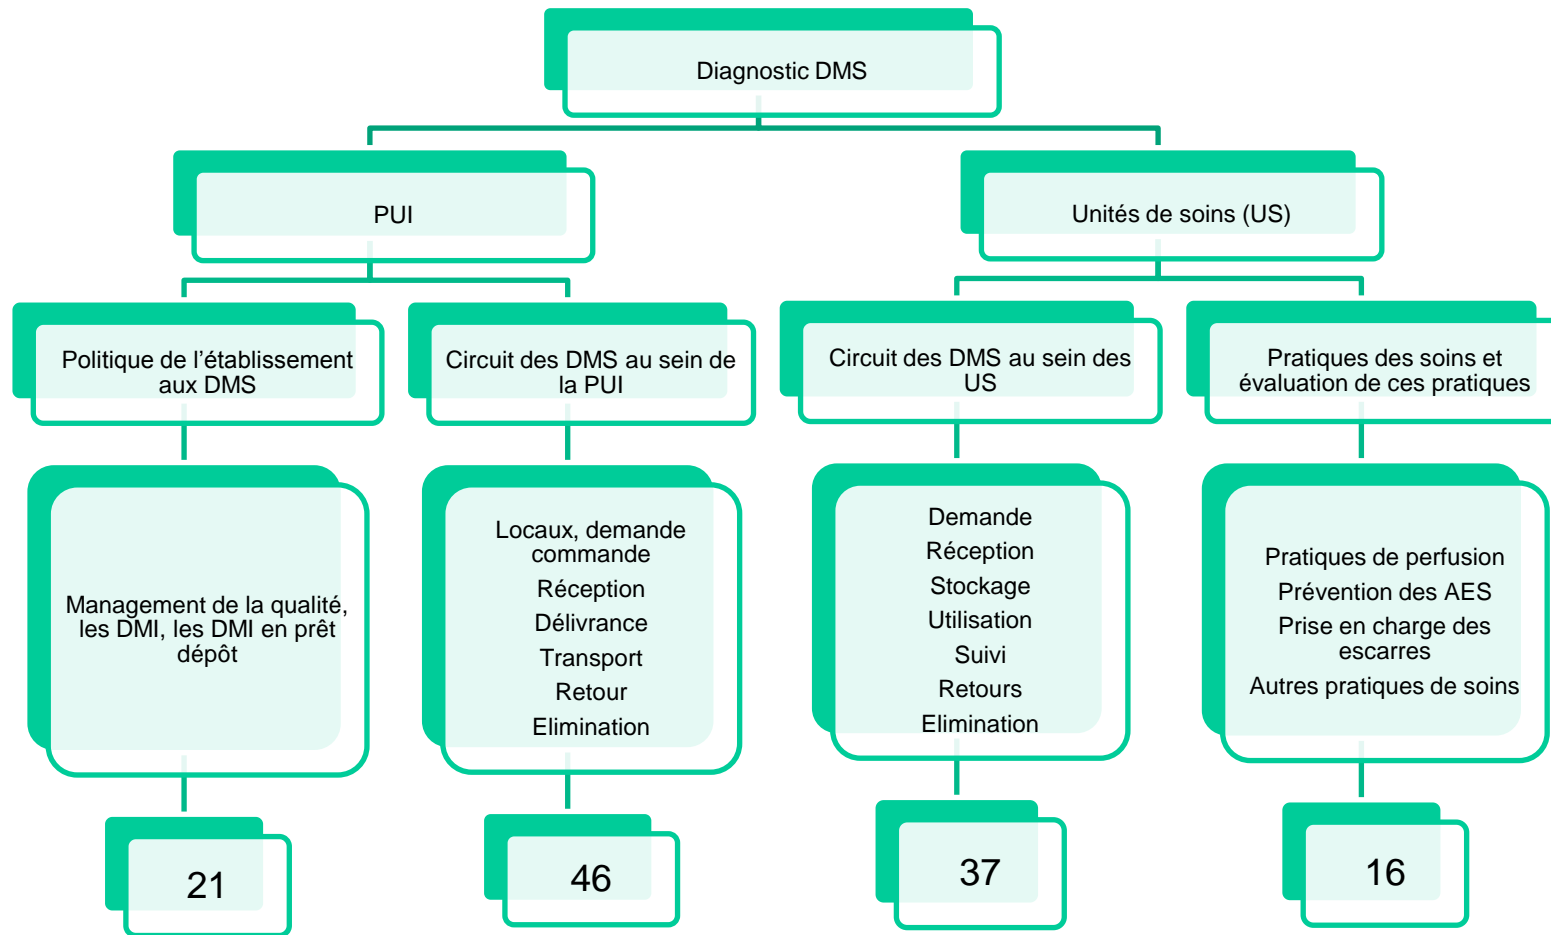 Diagnostic DMS
PUI
Unités de soins (US)
Politique de l'établissement
aux DMS
Circuit des DMS au sein de
la PUI
Circuit des DMS au sein des
US
Pratiques des soins et
évaluation de ces pratiques
Management de la qualité,
les DMI, les DMI en prêt
dépôt
Locaux, demande
commande
Réception
Délivrance
Transport
Retour
Elimination
Demande
Réception
Stockage
Utilisation
Suivi
Retours
Elimination
Pratiques de perfusion
Prévention des AES
Prise en charge des
escarres
Autres pratiques de soins
21
46
37
16